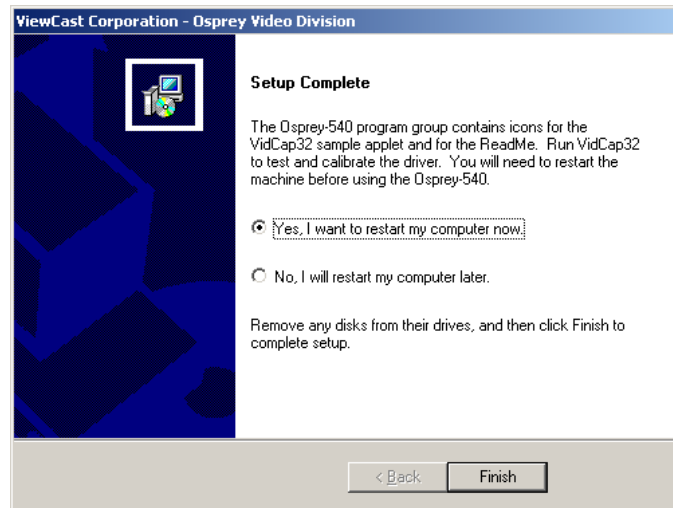 ViewCast Corporation - Osprey Video Division
Setup Complete
The Osprey-540 program group contains icons for the
VidCap32 sample applet and for the ReadMe. Run VidCap32
to test and calibrate the driver. You will need to restart the
machine before using the Osprey-540.
Yes, I want to restart my computer now.
No, I will restart my computer later.
Remove any disks from their drives, and then click Finish to
complete setup.
< Back
Finish